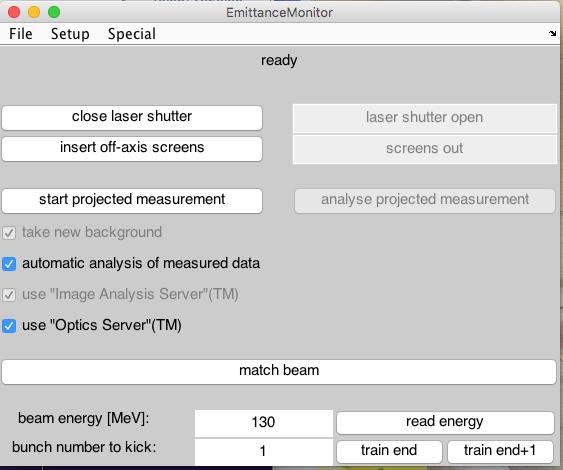 EmittanceMonitor
File Setup Special
ready
close laser shutter laser shutter open
insert off-axis screens screens out
start projected measurement analyse projected measurement
take new background
automatic analysis of measured data
use "Image Analysis Server"(TM)
use "Optics Server"(TM)
match beam
beam energy [MeV]: 130 read energy
bunch number to kick: 1 train end train end+1